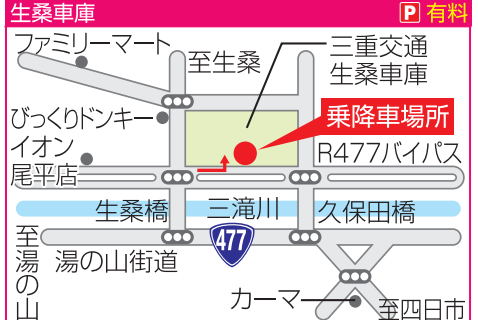 生桑車庫
P 有料
ファミリーマート
至生桑
三重交通
生桑車庫
びっくりドンキー
乗降車場所
イオン
尾平店
R477バイパス
生桑橋
三滝川
久保田橋
至湯の山
湯の山街道
477
カーマ
至四日市